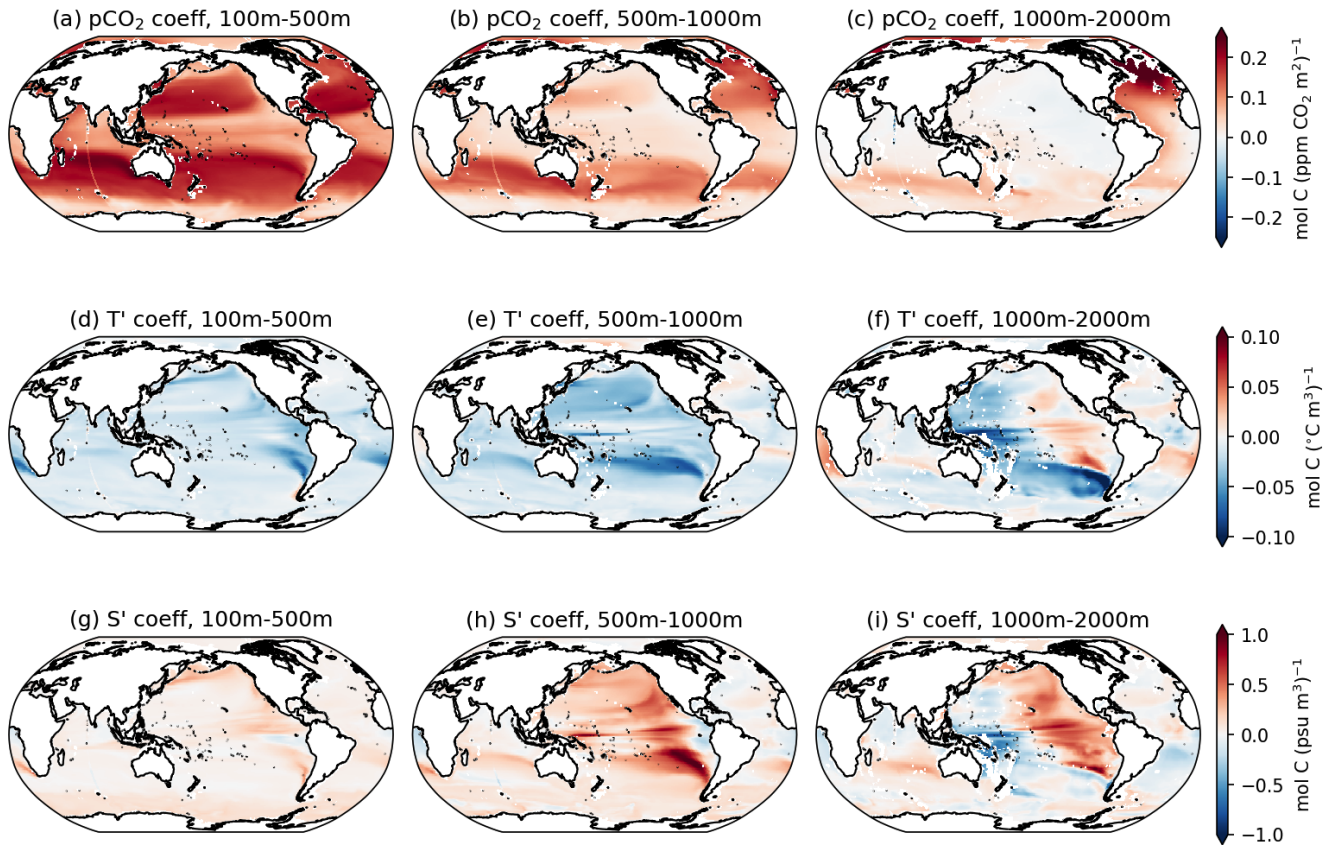 (a) pCO₂ coeff, 100m-500m
(b) pCO₂ coeff, 500m-1000m
(c) pCO₂ coeff, 1000m-2000m
0.2
0.1
0.0
−0.1
−0.2
mol C (ppm CO₂ m²)⁻¹
(d) T' coeff, 100m-500m
(e) T' coeff, 500m-1000m
(f) T' coeff, 1000m-2000m
0.10
0.05
0.00
−0.05
−0.10
mol C (°C m³)⁻¹
(g) S' coeff, 100m-500m
(h) S' coeff, 500m-1000m
(i) S' coeff, 1000m-2000m
1.0
0.5
0.0
−0.5
−1.0
mol C (psu m³)⁻¹